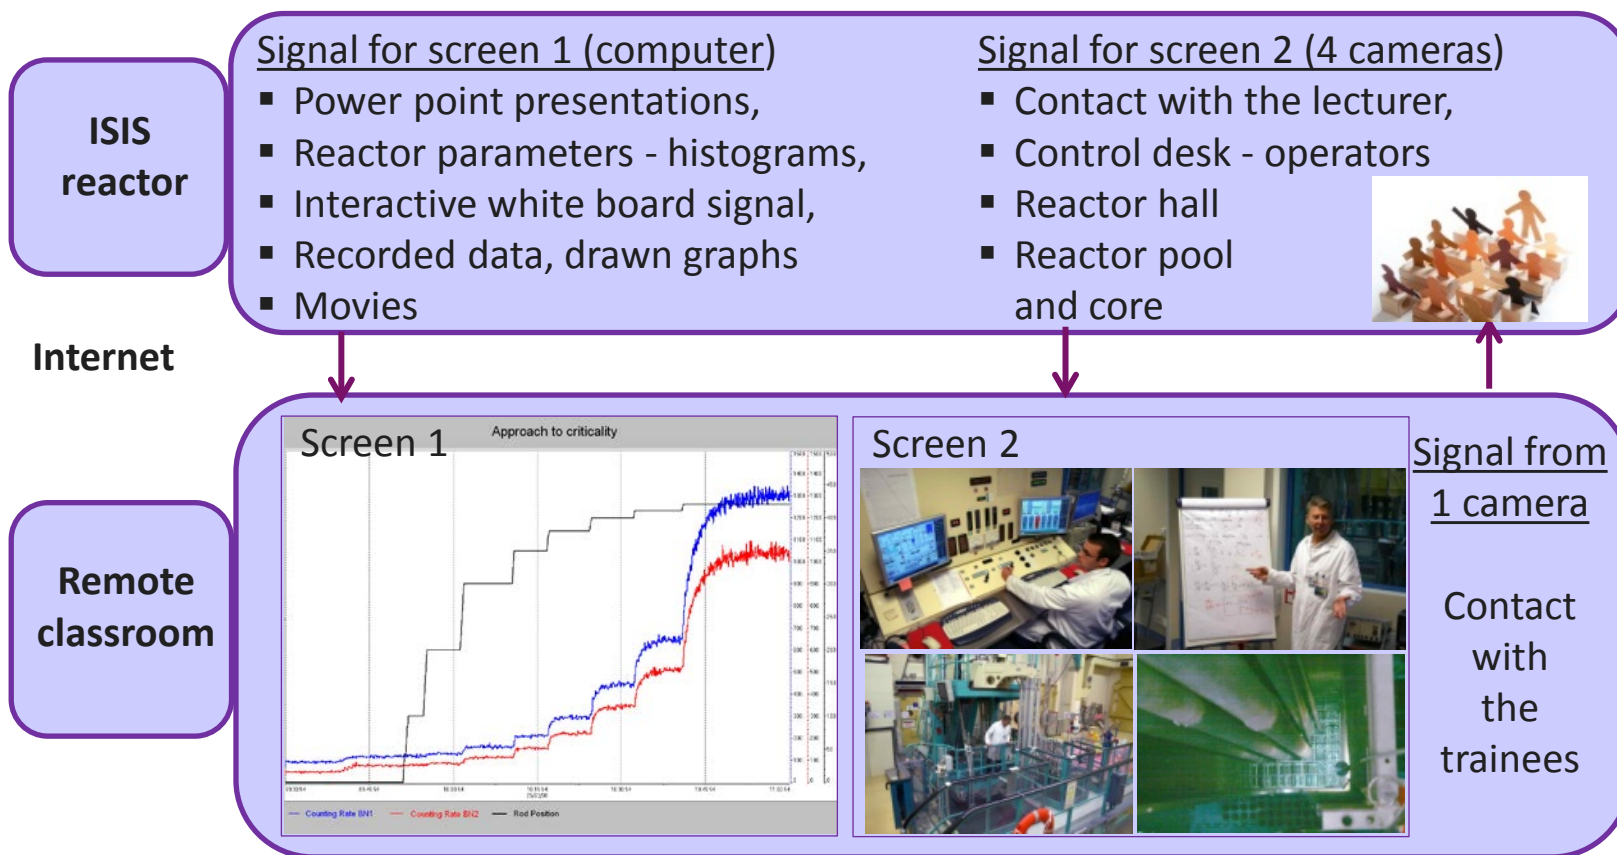 Signal for screen 1 (computer)
▪ Power point presentations,
▪ Reactor parameters - histograms,
▪ Interactive white board signal,
▪ Recorded data, drawn graphs
▪ Movies
Signal for screen 2 (4 cameras)
▪ Contact with the lecturer,
▪ Control desk - operators
▪ Reactor hall
▪ Reactor pool
and core
ISIS
reactor
Internet
Remote
classroom
Screen 1
Approach to criticality
Counting Rate BN1
Counting Rate BN2
Rod Position
Screen 2
Signal from
1 camera
Contact
with
the
trainees